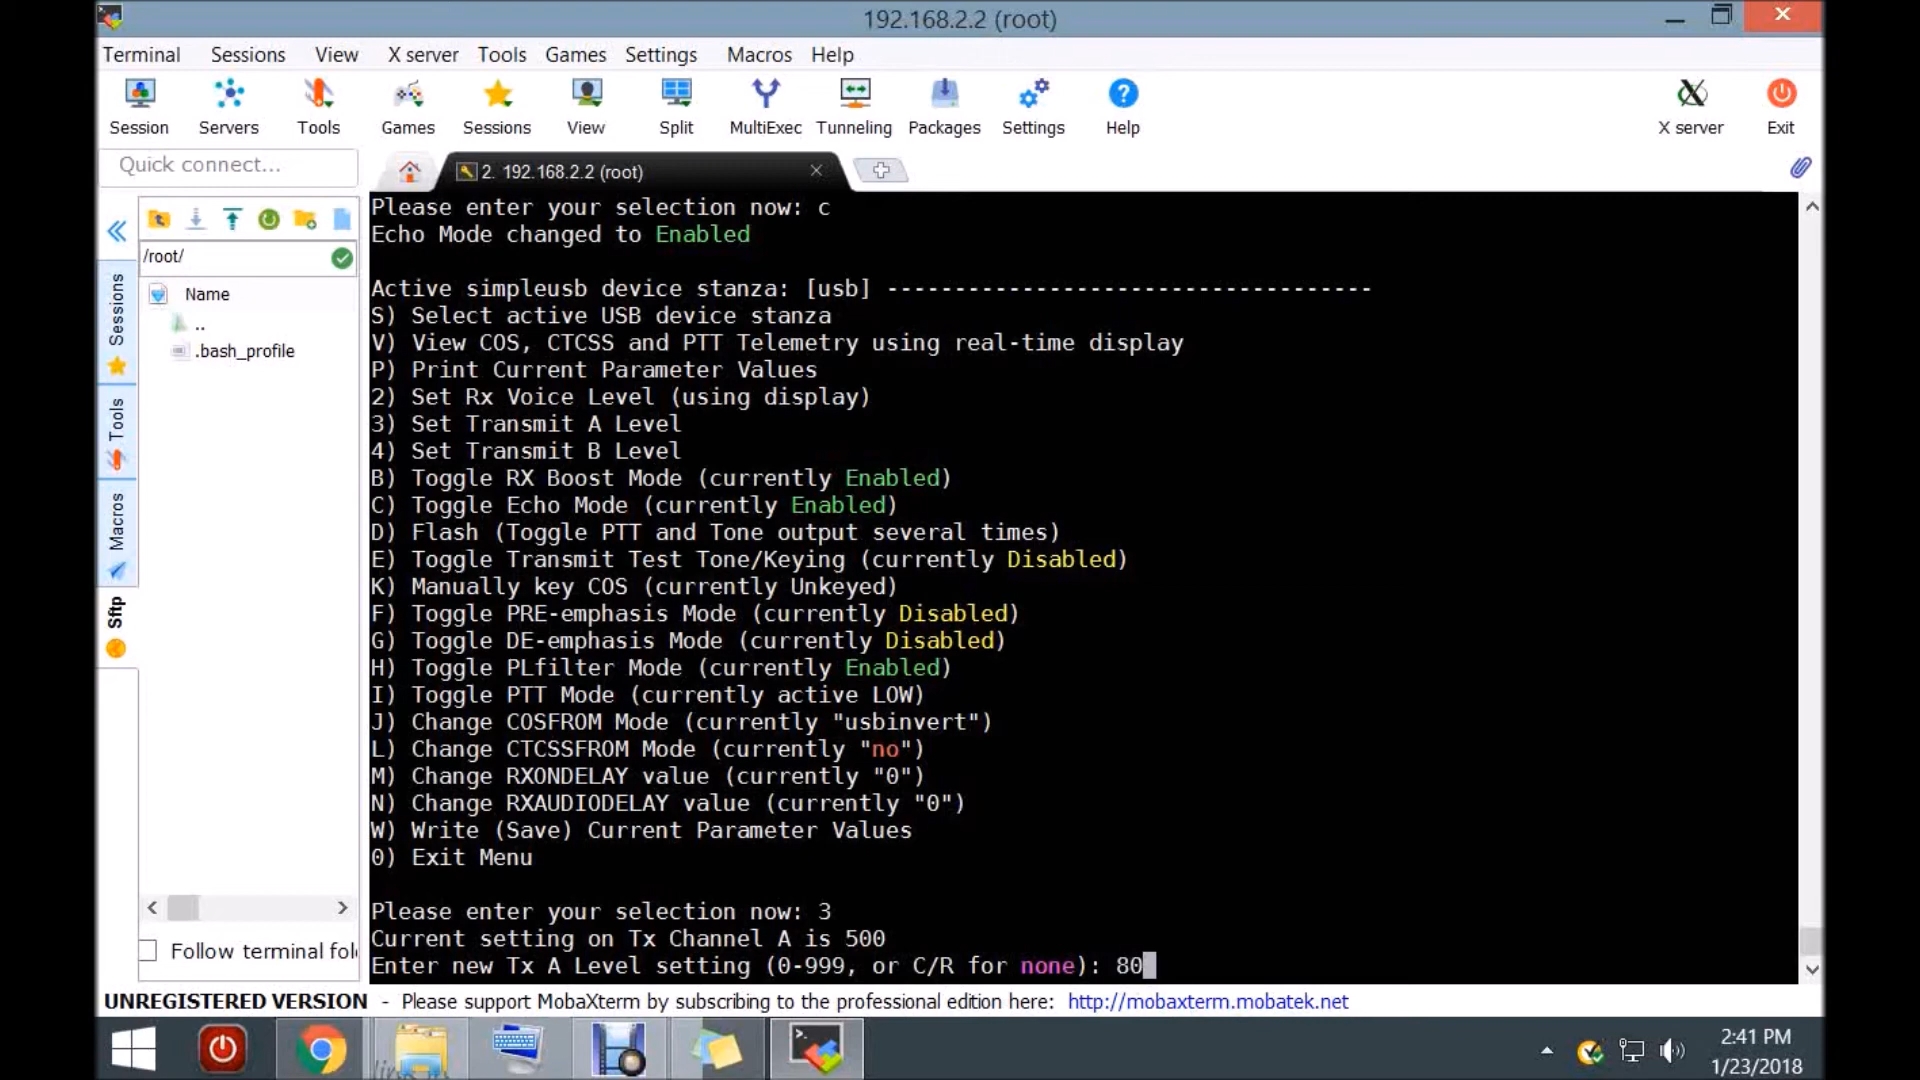 192.168.2.2 (root)
Terminal Sessions View X server Tools Games Settings Macros Help
Session Servers Tools Games Sessions View Split MultiExec Tunneling Packages Settings Help X server Exit
Quick connect...
2. 192.168.2.2 (root)
/root/
Name
..
.bash_profile
Sessions
Tools
Macros
Sftp
Follow terminal fol
Please enter your selection now: c
Echo Mode changed to Enabled
Active simpleusb device stanza: [usb] ------------------------------------
S) Select active USB device stanza
V) View COS, CTCSS and PTT Telemetry using real-time display
P) Print Current Parameter Values
2) Set Rx Voice Level (using display)
3) Set Transmit A Level
4) Set Transmit B Level
B) Toggle RX Boost Mode (currently Enabled)
C) Toggle Echo Mode (currently Enabled)
D) Flash (Toggle PTT and Tone output several times)
E) Toggle Transmit Test Tone/Keying (currently Disabled)
K) Manually key COS (currently Unkeyed)
F) Toggle PRE-emphasis Mode (currently Disabled)
G) Toggle DE-emphasis Mode (currently Disabled)
H) Toggle PLfilter Mode (currently Enabled)
I) Toggle PTT Mode (currently active LOW)
J) Change COSFROM Mode (currently "usbinvert")
L) Change CTCSSFROM Mode (currently "no")
M) Change RXONDELAY value (currently "0")
N) Change RXAUDIODELAY value (currently "0")
W) Write (Save) Current Parameter Values
0) Exit Menu
Please enter your selection now: 3
Current setting on Tx Channel A is 500
Enter new Tx A Level setting (0-999, or C/R for none): 80
UNREGISTERED VERSION - Please support MobaXterm by subscribing to the professional edition here: http://mobaxterm.mobatek.net
2:41 PM
1/23/2018